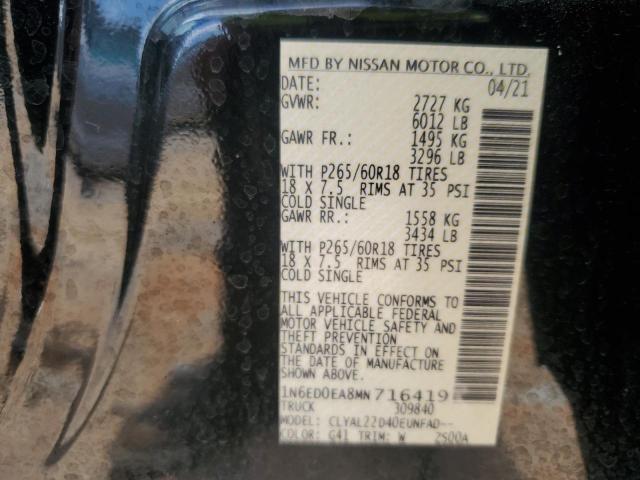 MFD BY NISSAN MOTOR CO., LTD.
DATE: 04/21
GVWR: 2727 KG
6012 LB
GAWR FR.: 1495 KG
3296 LB
WITH P265/60R18 TIRES
18 X 7.5 RIMS AT 35 PSI
COLD SINGLE
GAWR RR.: 1558 KG
3434 LB
WITH P265/60R18 TIRES
18 X 7.5 RIMS AT 35 PSI
COLD SINGLE
THIS VEHICLE CONFORMS TO
ALL APPLICABLE FEDERAL
MOTOR VEHICLE SAFETY AND
THEFT PREVENTION
STANDARDS IN EFFECT ON
THE DATE OF MANUFACTURE
SHOWN ABOVE.
1N6ED0EA8MN716419
TRUCK 309840
MODEL: CLYAL22D40EUNFAD--
COLOR: G41 TRIM: W 2S00A